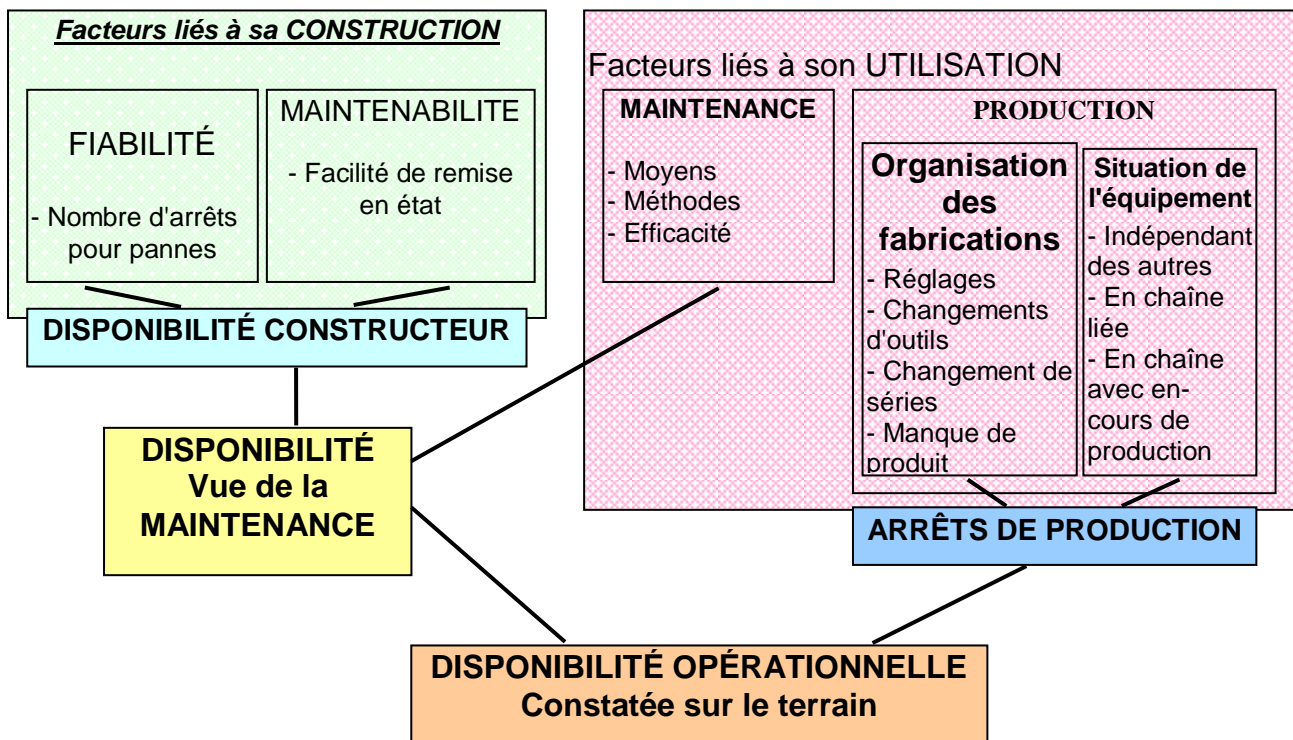 Facteurs liés à sa CONSTRUCTION
FIABILITÉ
- Nombre d'arrêts
pour pannes
MAINTENABILITE
- Facilité de remise
en état
DISPONIBILITÉ CONSTRUCTEUR
Facteurs liés à son UTILISATION
MAINTENANCE
- Moyens
- Méthodes
- Efficacité
PRODUCTION
Organisation
des
fabrications
- Réglages
- Changements
d'outils
- Changement de
séries
- Manque de
produit
Situation de
l'équipement
- Indépendant
des autres
- En chaîne
liée
- En chaîne
avec en-
cours de
production
DISPONIBILITÉ
Vue de la
MAINTENANCE
ARRÊTS DE PRODUCTION
DISPONIBILITÉ OPÉRATIONNELLE
Constatée sur le terrain